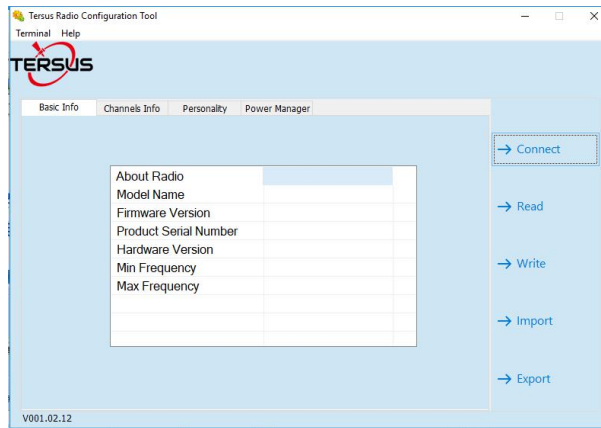 Tersus Radio Configuration Tool
Terminal Help
TERSUS
Basic Info Channels Info Personality Power Manager
Connect
About Radio
Model Name
Read
Firmware Version
Product Serial Number
Hardware Version
Write
Min Frequency
Max Frequency
Import
Export
V001.02.12